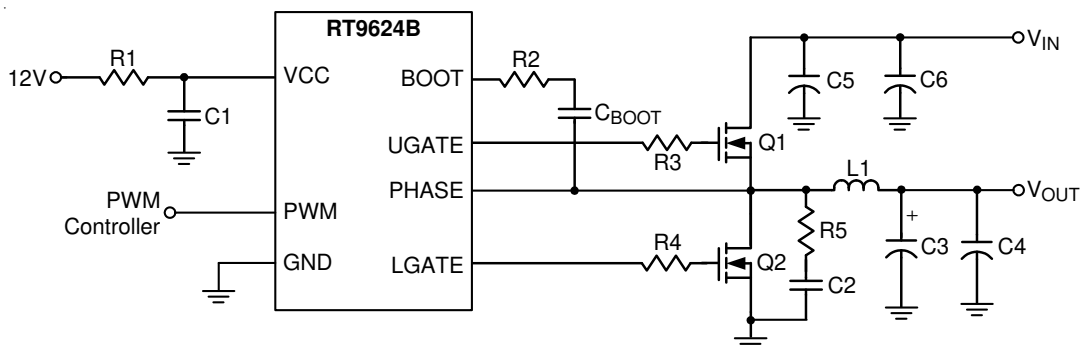 RT9624B
R1
12V
VCC
C1
BOOT
R2
C_BOOT
UGATE
R3
Q1
C5
C6
V_IN
PHASE
L1
V_OUT
PWM
Controller
PWM
GND
LGATE
R4
Q2
R5
C2
+
C3
C4